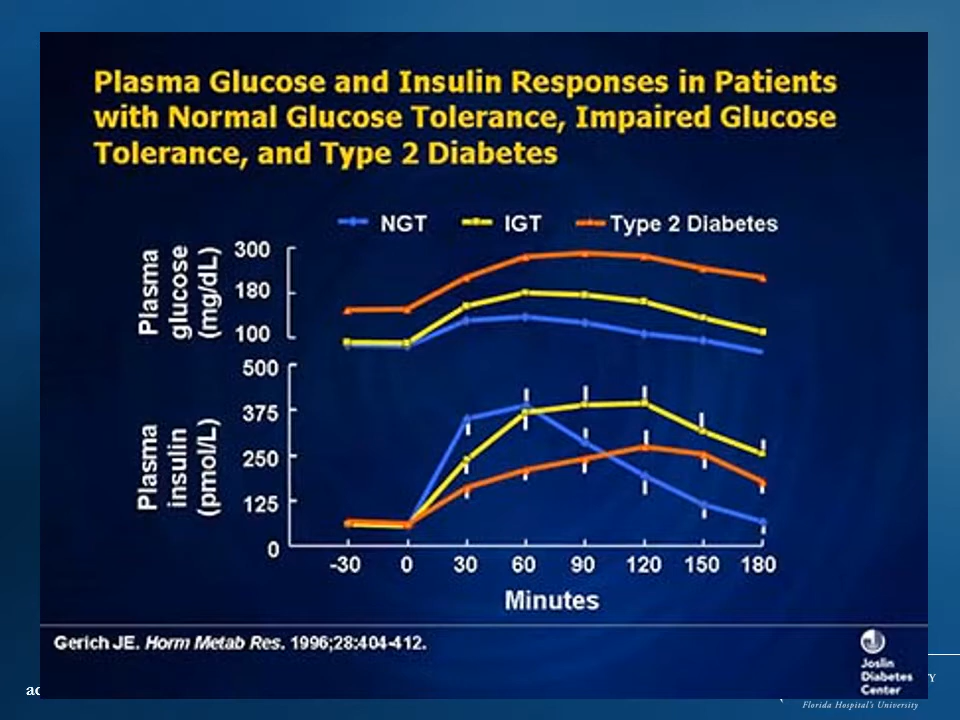 Plasma Glucose and Insulin Responses in Patients
with Normal Glucose Tolerance, Impaired Glucose
Tolerance, and Type 2 Diabetes
NGT IGT Type 2 Diabetes
Plasma
glucose
(mg/dL)
300
180
100
Plasma
insulin
(pmol/L)
500
375
250
125
0
-30 0 30 60 90 120 150 180
Minutes
Gerich JE. Horm Metab Res. 1996;28:404-412.
Joslin
Diabetes
Center
Florida Hospital's University